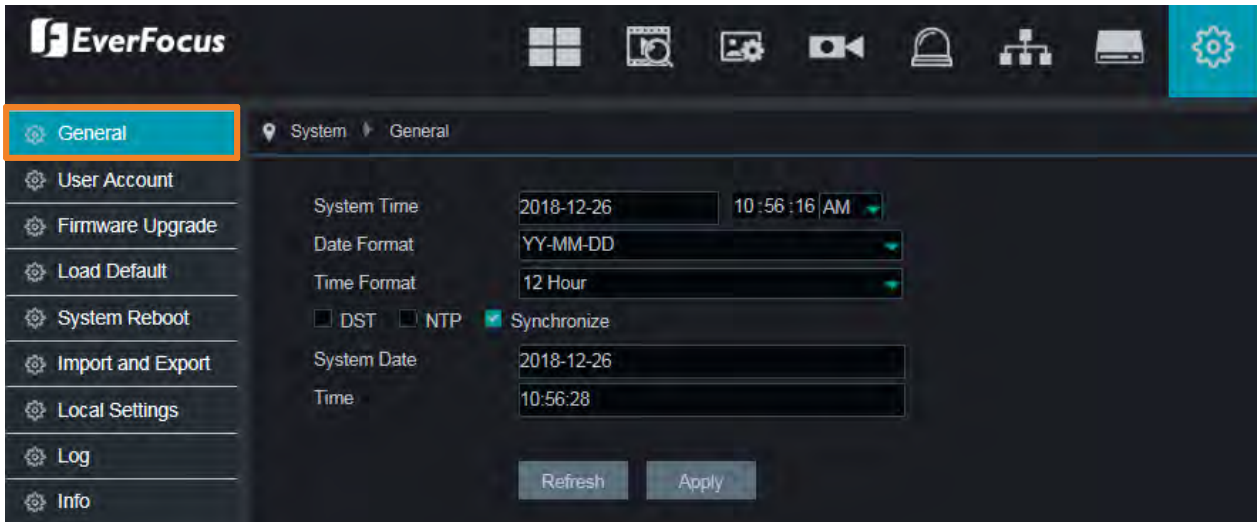 EverFocus
General
System General
User Account
Firmware Upgrade
Load Default
System Reboot
Import and Export
Local Settings
Log
Info
System Time 2018-12-26 10:56:16 AM
Date Format YY-MM-DD
Time Format 12 Hour
DST NTP Synchronize
System Date 2018-12-26
Time 10:56:28
Refresh Apply